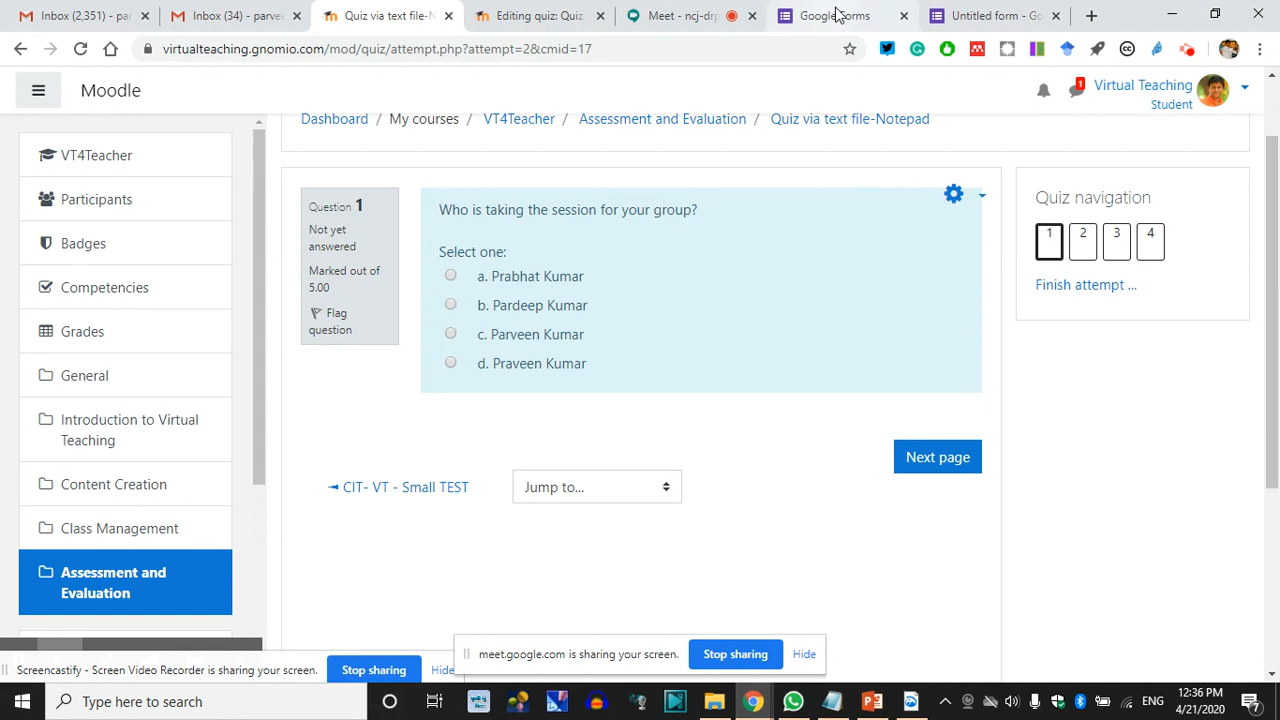 Inbox (2,351) - par
Inbox (34) - parve
Quiz via text file-N
Editing quiz: Quiz
Meet - ncj-drp
Google Forms
Untitled form - Go
virtualteaching.gnomio.com/mod/quiz/attempt.php?attempt=2&cmid=17
Moodle
1
Virtual Teaching
Student
Dashboard / My courses / VT4Teacher / Assessment and Evaluation / Quiz via text file-Notepad
VT4Teacher
Participants
Badges
Competencies
Grades
General
Introduction to Virtual
Teaching
Content Creation
Class Management
Assessment and
Evaluation
Question 1
Not yet
answered
Marked out of
5.00
Flag
question
Who is taking the session for your group?
Select one:
a. Prabhat Kumar
b. Pardeep Kumar
c. Parveen Kumar
d. Praveen Kumar
Next page
CIT- VT - Small TEST
Jump to...
Quiz navigation
1 2 3 4
Finish attempt ...
meet.google.com is sharing your screen.
Stop sharing
Hide
Screencastify - Screen Video Recorder is sharing your screen.
Stop sharing
Hide
Type here to search
ENG
12:36 PM
4/21/2020
7